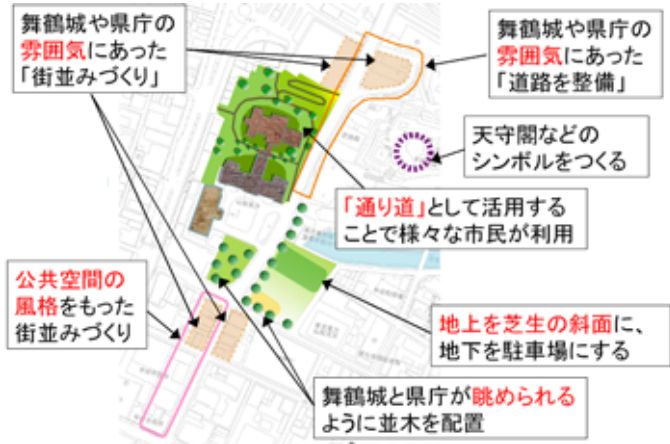 舞鶴城や県庁の
雰囲気にあった
「街並みづくり」
舞鶴城や県庁の
雰囲気にあった
「道路を整備」
天守閣などの
シンボルをつくる
「通り道」として活用する
ことで様々な市民が利用
公共空間の
風格をもった
街並みづくり
地上を芝生の斜面に、
地下を駐車場にする
舞鶴城と県庁が眺められる
ように並木を配置